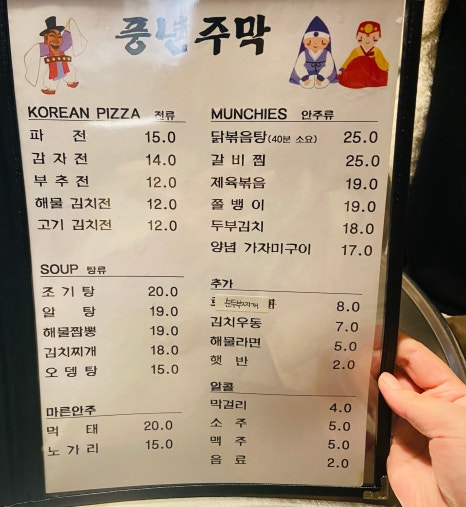 풍년주막
KOREAN PIZZA 전류
파 전 15.0
감자전 14.0
부추전 12.0
해물 김치전 12.0
고기 김치전 12.0
SOUP 탕류
조기탕 20.0
알 탕 19.0
해물짬뽕 19.0
김치찌개 18.0
오뎅탕 15.0
마른안주
먹 태 20.0
노가리 15.0
MUNCHIES 안주류
닭볶음탕(40분 소요) 25.0
갈비찜 25.0
제육볶음 19.0
쫄뱅이 19.0
두부김치 18.0
양념 가자미구이 17.0
추가
순두부찌개 8.0
김치우동 7.0
해물라면 5.0
햇반 2.0
알콜
막걸리 4.0
소 주 5.0
맥 주 5.0
음 료 2.0